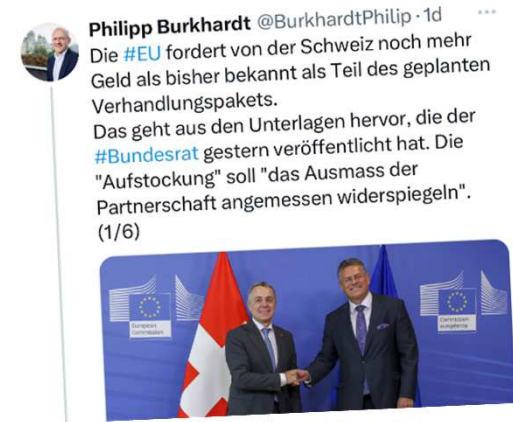 Philipp Burkhardt @BurkhardtPhilip · 1d
Die #EU fordert von der Schweiz noch mehr
Geld als bisher bekannt als Teil des geplanten
Verhandlungspakets.
Das geht aus den Unterlagen hervor, die der
#Bundesrat gestern veröffentlicht hat. Die
"Aufstockung" soll "das Ausmass der
Partnerschaft angemessen widerspiegeln".
(1/6)
European
Commission
Commission
européenne